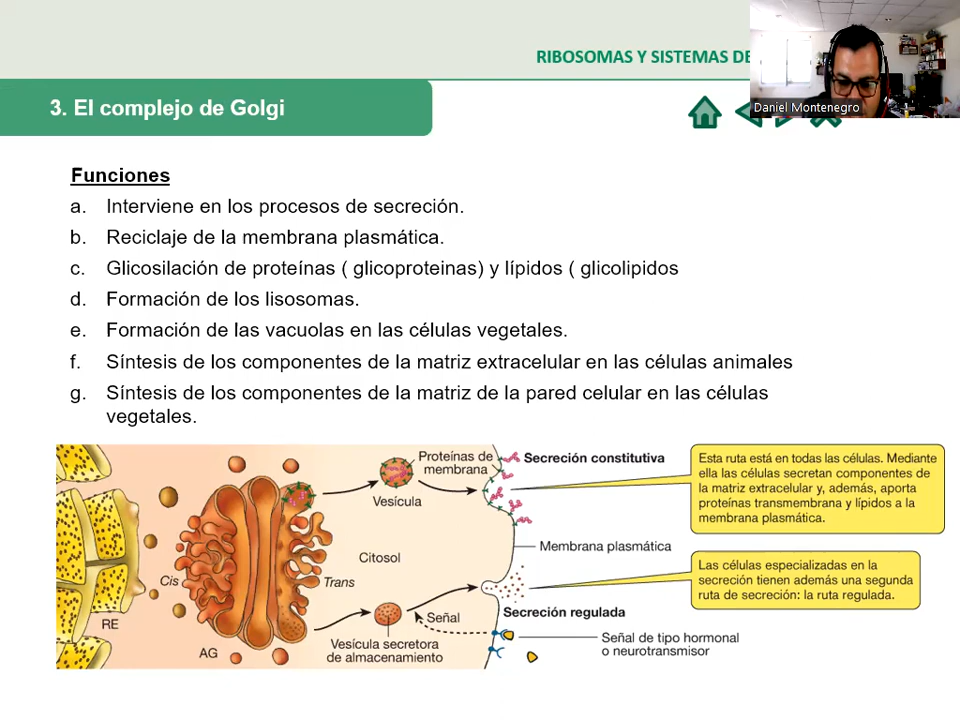 RIBOSOMAS Y SISTEMAS DE
Daniel Montenegro
3. El complejo de Golgi
Funciones
a. Interviene en los procesos de secreción.
b. Reciclaje de la membrana plasmática.
c. Glicosilación de proteínas ( glicoproteinas) y lípidos ( glicolipidos
d. Formación de los lisosomas.
e. Formación de las vacuolas en las células vegetales.
f. Síntesis de los componentes de la matriz extracelular en las células animales
g. Síntesis de los componentes de la matriz de la pared celular en las células
vegetales.
Proteínas de
membrana
Secreción constitutiva
Vesícula
Esta ruta está en todas las células. Mediante
ella las células secretan componentes de
la matriz extracelular y, además, aporta
proteínas transmembrana y lípidos a la
membrana plasmática.
Citosol
Membrana plasmática
Cis
Trans
Las células especializadas en la
secreción tienen además una segunda
ruta de secreción: la ruta regulada.
RE
Señal
Secreción regulada
AG
Vesícula secretora
de almacenamiento
Señal de tipo hormonal
o neurotransmisor